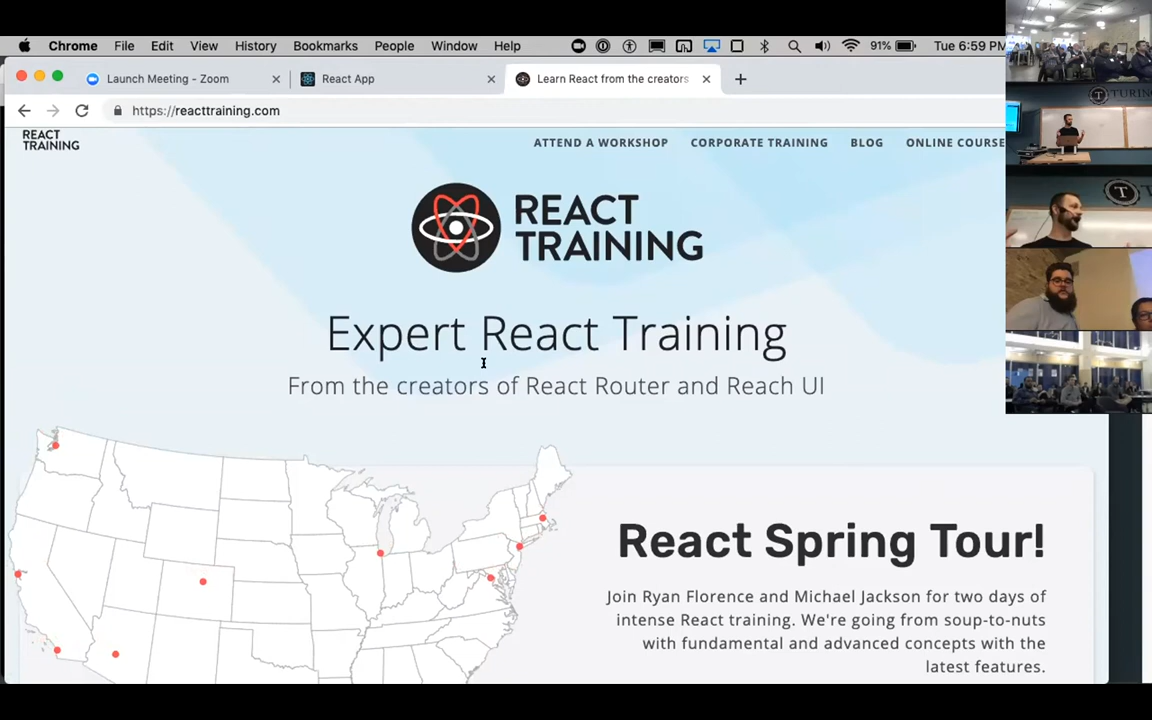 Chrome File Edit View History Bookmarks People Window Help 91% Tue 6:59 PM
Launch Meeting - Zoom
React App
Learn React from the creators
https://reacttraining.com
REACT
TRAINING
ATTEND A WORKSHOP CORPORATE TRAINING BLOG ONLINE COURSE
REACT
TRAINING
Expert React Training
From the creators of React Router and Reach UI
React Spring Tour!
Join Ryan Florence and Michael Jackson for two days of
intense React training. We're going from soup-to-nuts
with fundamental and advanced concepts with the
latest features.
T TURIN
T